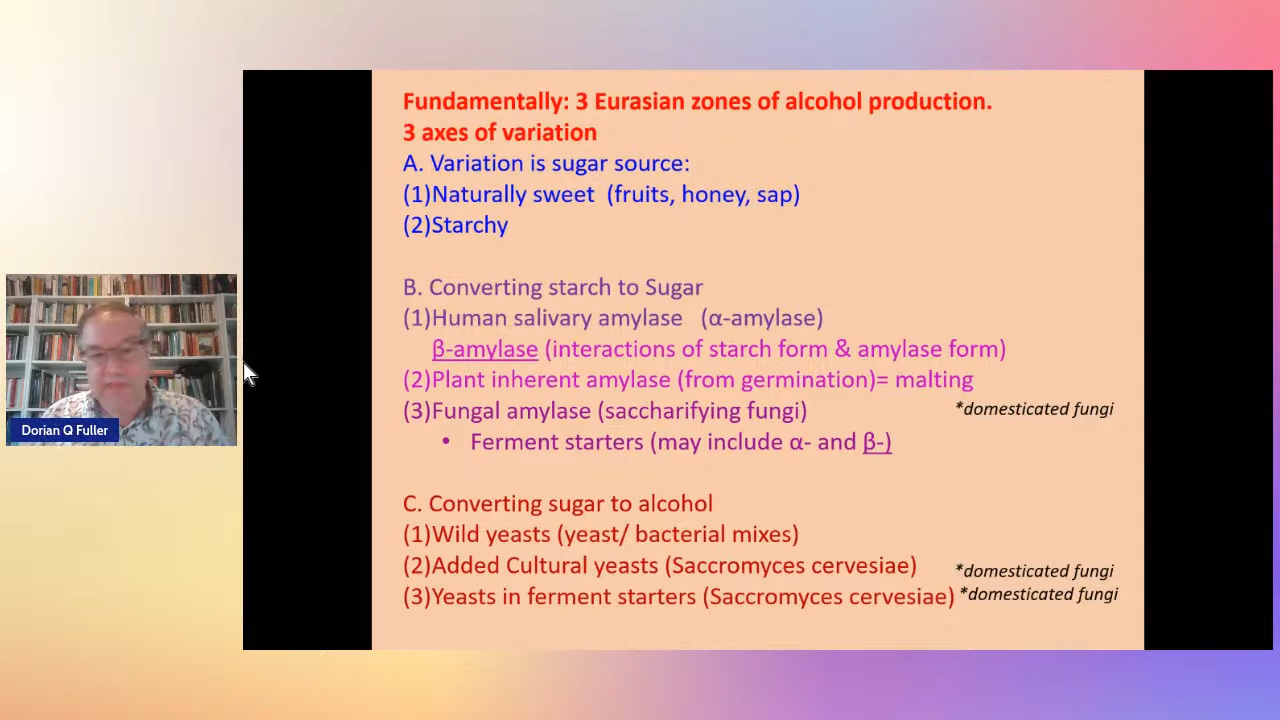 Fundamentally: 3 Eurasian zones of alcohol production.
3 axes of variation
A. Variation is sugar source:
(1)Naturally sweet (fruits, honey, sap)
(2)Starchy
B. Converting starch to Sugar
(1)Human salivary amylase (α-amylase)
β-amylase (interactions of starch form & amylase form)
(2)Plant inherent amylase (from germination)= malting
(3)Fungal amylase (saccharifying fungi) *domesticated fungi
• Ferment starters (may include α- and β-)
C. Converting sugar to alcohol
(1)Wild yeasts (yeast/ bacterial mixes)
(2)Added Cultural yeasts (Saccromyces cervesiae) *domesticated fungi
(3)Yeasts in ferment starters (Saccromyces cervesiae) *domesticated fungi
Dorian Q Fuller